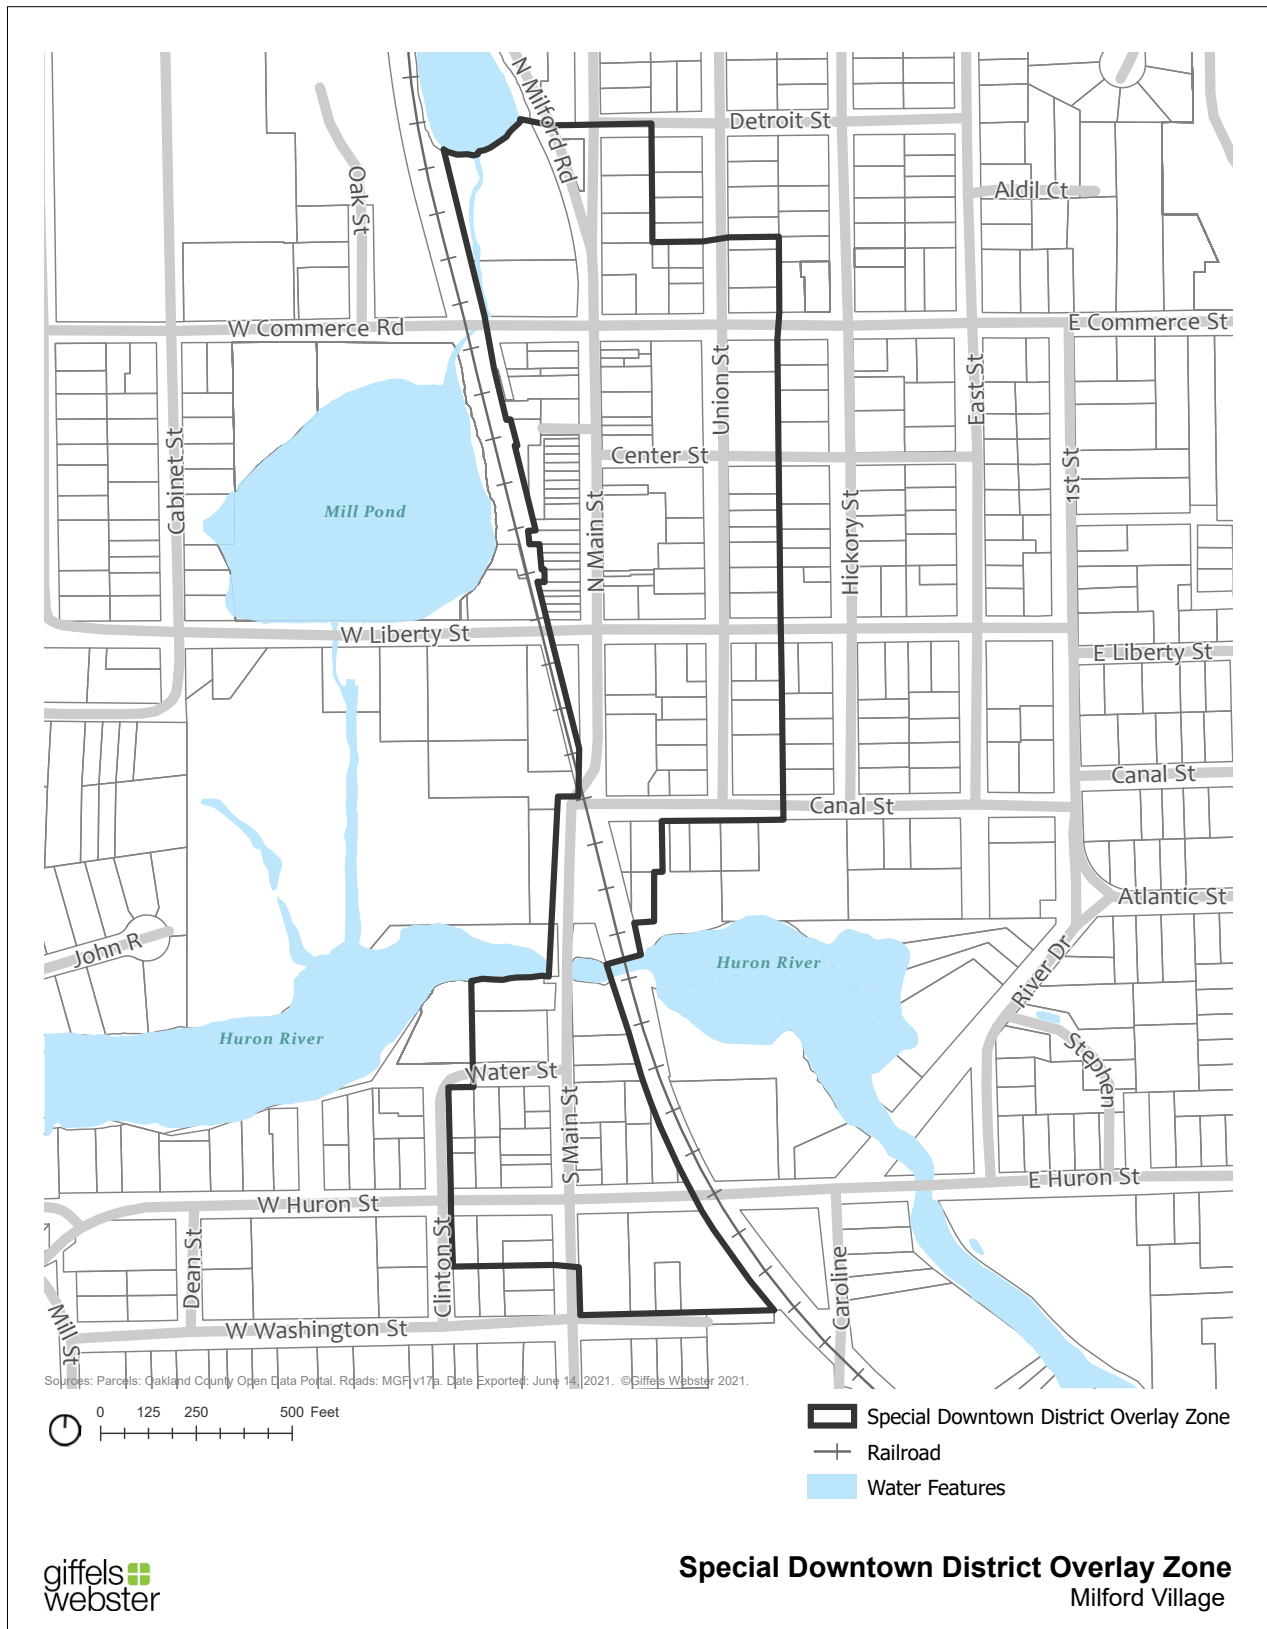 N Milford Rd
Detroit St
Oak St
Aldil Ct
W Commerce Rd
E Commerce St
Union St
East St
Cabinet St
Center St
1st St
Mill Pond
N Main St
Hickory St
W Liberty St
E Liberty St
Canal St
Canal St
Atlantic St
John R
Huron River
River Dr
Huron River
Stephen
Water St
S Main St
W Huron St
E Huron St
Dean St
Clinton St
Caroline
Mill St
W Washington St
Sources: Parcels: Oakland County Open Data Portal. Roads: MGF v17a. Date Exported: June 14, 2021. ©Giffels Webster 2021.
0 125 250 500 Feet
Special Downtown District Overlay Zone
Railroad
Water Features
giffels
webster
Special Downtown District Overlay Zone
Milford Village